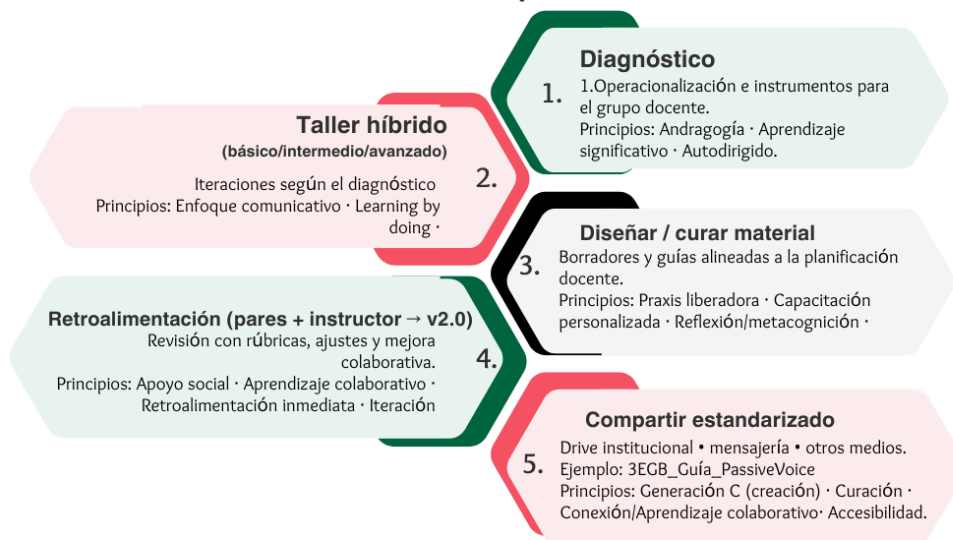 1.
Diagnóstico
1.Operacionalización e instrumentos para
el grupo docente.
Principios: Andragogía · Aprendizaje
significativo · Autodirigido.
2.
Taller híbrido
(básico/intermedio/avanzado)
Iteraciones según el diagnóstico
Principios: Enfoque comunicativo · Learning by
doing ·
3.
Diseñar / curar material
Borradores y guías alineadas a la planificación
docente.
Principios: Praxis liberadora · Capacitación
personalizada · Reflexión/metacognición ·
4.
Retroalimentación (pares + instructor → v2.0)
Revisión con rúbricas, ajustes y mejora
colaborativa.
Principios: Apoyo social · Aprendizaje colaborativo ·
Retroalimentación inmediata · Iteración
5.
Compartir estandarizado
Drive institucional • mensajería • otros medios.
Ejemplo: 3EGB_Guía_PassiveVoice
Principios: Generación C (creación) · Curación ·
Conexión/Aprendizaje colaborativo· Accesibilidad.